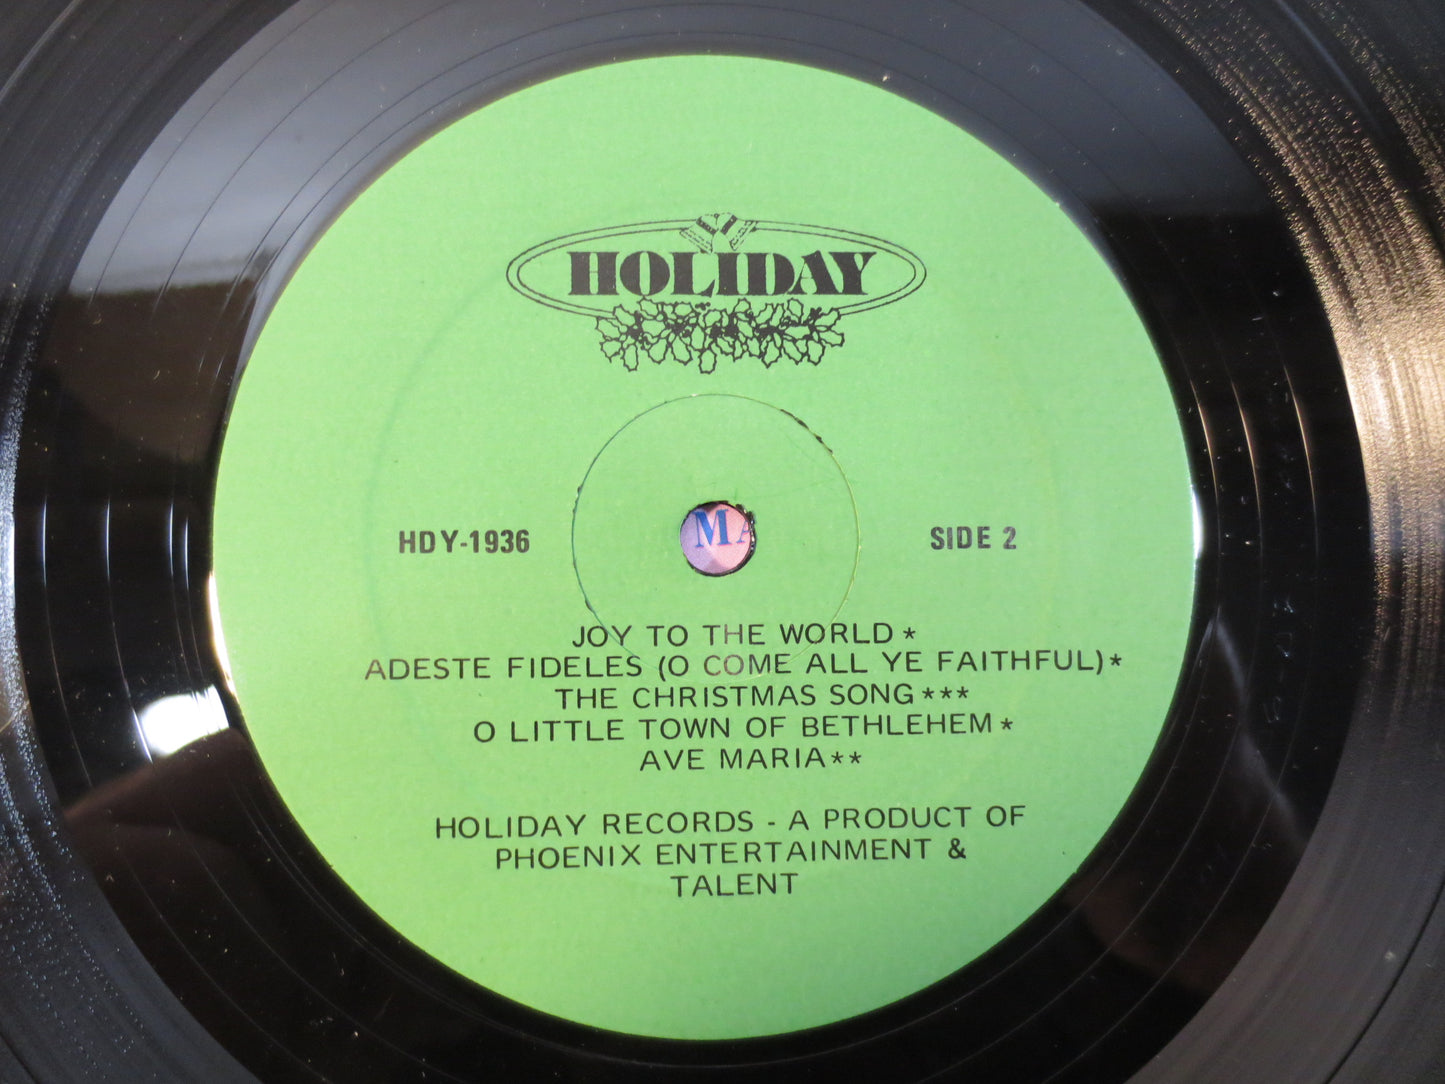 HOLIDAY
HDY-1936
MA
SIDE 2
JOY TO THE WORLD *
ADESTE FIDELES (O COME ALL YE FAITHFUL)*
THE CHRISTMAS SONG ***
O LITTLE TOWN OF BETHLEHEM *
AVE MARIA**
HOLIDAY RECORDS - A PRODUCT OF
PHOENIX ENTERTAINMENT &
TALENT